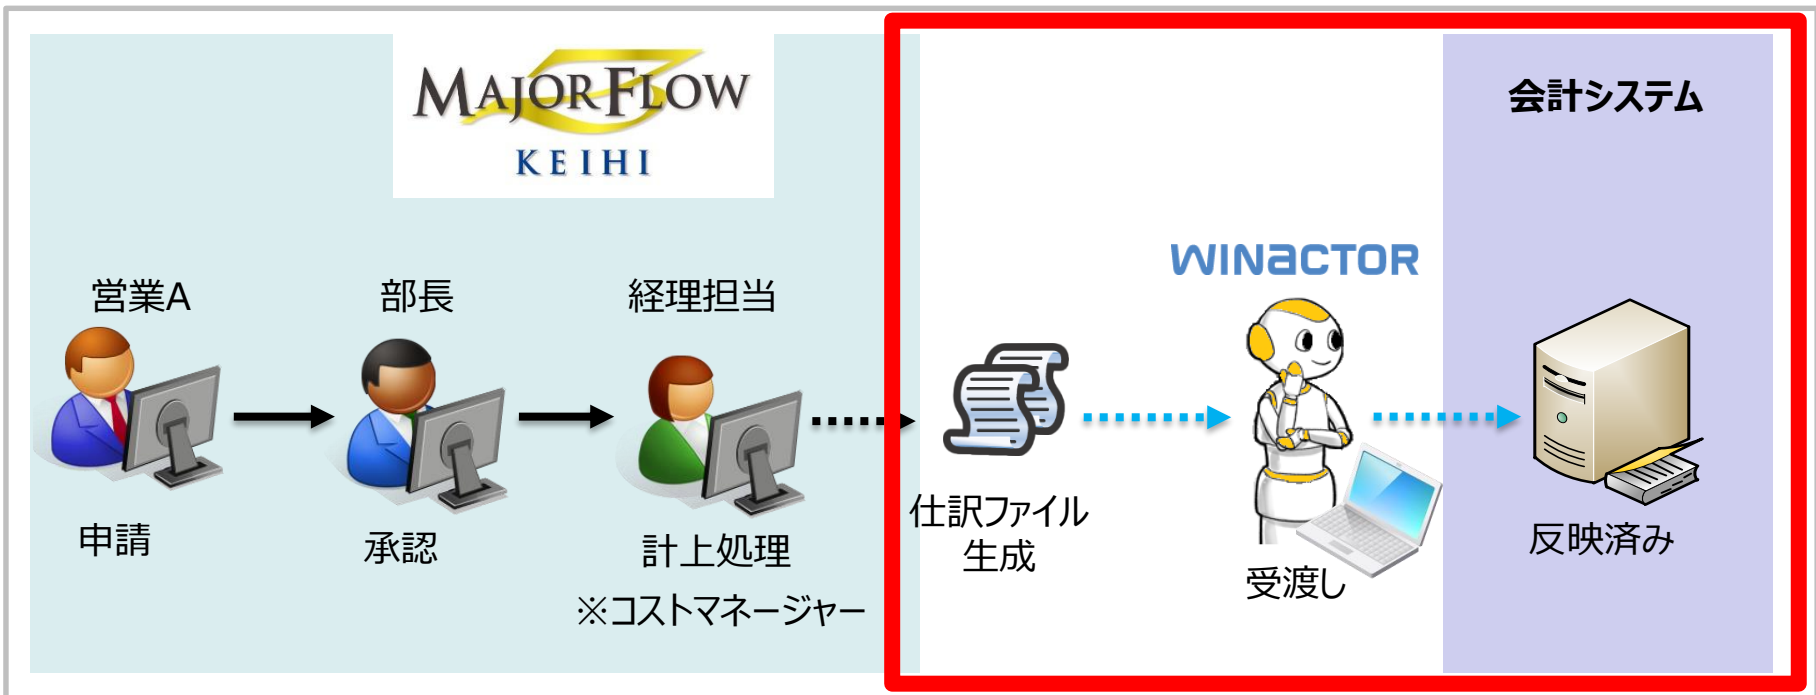 MAJOR FLOW
KEIHI
会計システム
WINACTOR
営業A
部長
経理担当
申請
承認
計上処理
※コストマネージャー
仕訳ファイル
生成
受渡し
反映済み